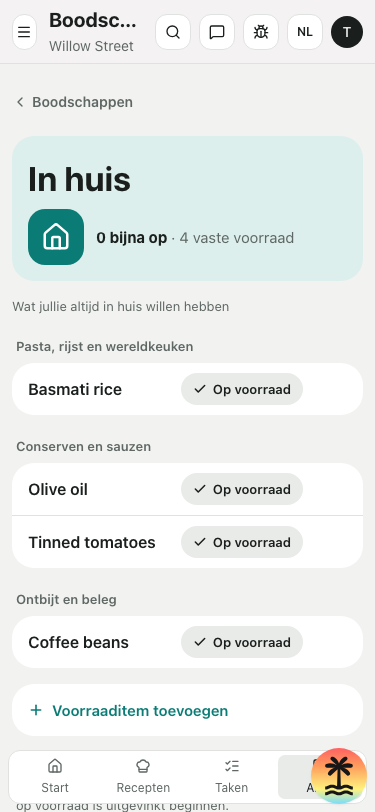 Boodsc...
Willow Street
NL
T
Boodschappen
In huis
0 bijna op · 4 vaste voorraad
Wat jullie altijd in huis willen hebben
Pasta, rijst en wereldkeuken
Basmati rice
Op voorraad
Conserven en sauzen
Olive oil
Op voorraad
Tinned tomatoes
Op voorraad
Ontbijt en beleg
Coffee beans
Op voorraad
Voorraaditem toevoegen
Start
Recepten
Taken
op voorraad is uitgevinkt beginnen.